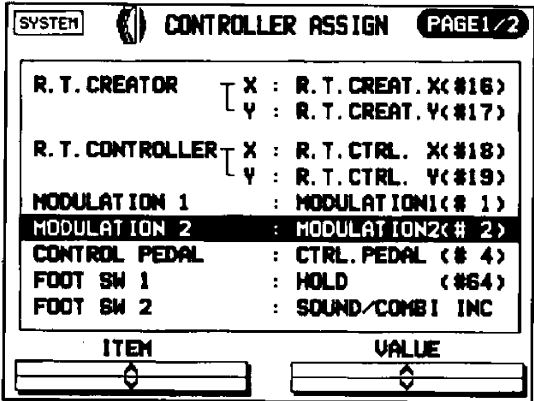 SYSTEM CONTROLLER ASSIGN PAGE1/2
R.T.CREATOR X : R.T.CREAT.X(#16)
Y : R.T.CREAT.Y(#17)
R.T.CONTROLLER X : R.T.CTRL. X(#18)
Y : R.T.CTRL. Y(#19)
MODULATION 1 : MODULATION1(# 1)
MODULATION 2 : MODULATION2(# 2)
CONTROL PEDAL : CTRL.PEDAL (# 4)
FOOT SW 1 : HOLD (#64)
FOOT SW 2 : SOUND/COMBI INC
ITEM VALUE